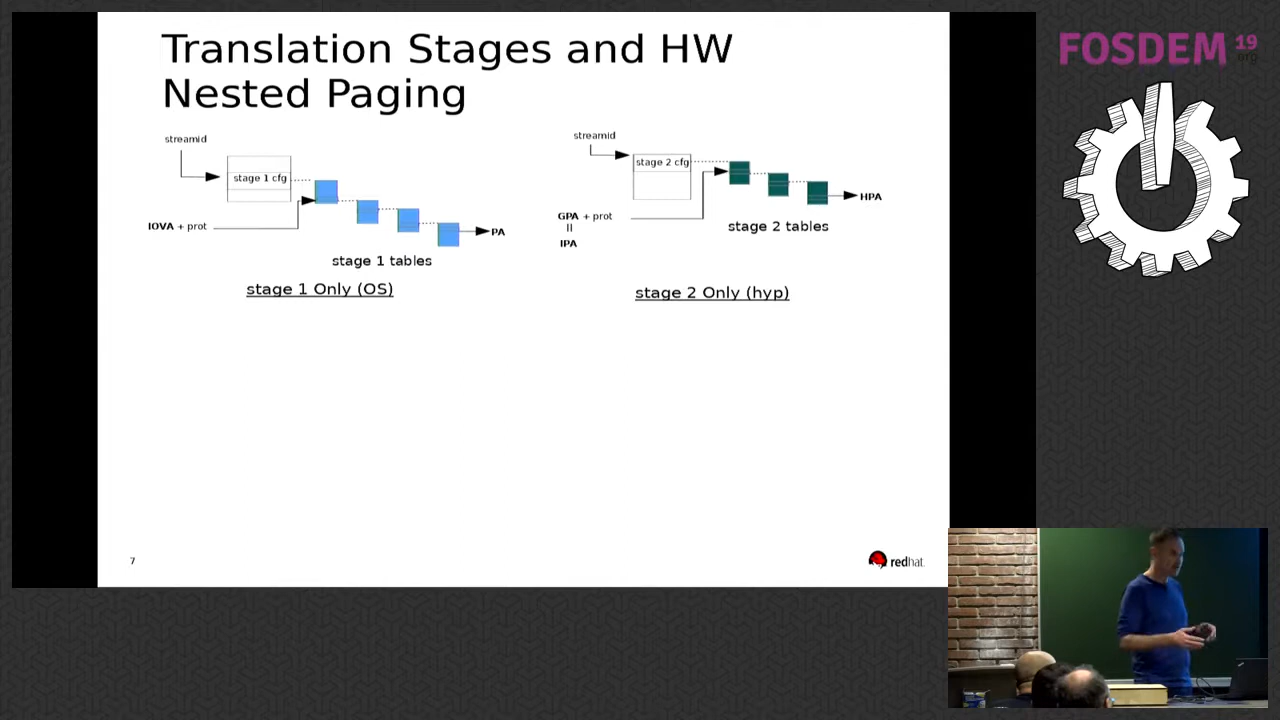 Translation Stages and HW
Nested Paging
streamid
stage 1 cfg
IOVA + prot
PA
stage 1 tables
stage 1 Only (OS)
streamid
stage 2 cfg
GPA + prot
=
IPA
HPA
stage 2 tables
stage 2 Only (hyp)
7
redhat.
FOSDEM 19
.org